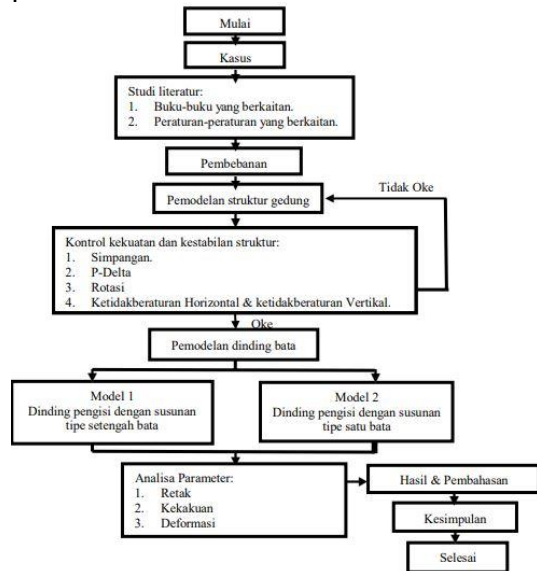 Mulai
Kasus
Studi literatur:
1. Buku-buku yang berkaitan.
2. Peraturan-peraturan yang berkaitan.
Pembebanan
Tidak Oke
Pemodelan struktur gedung
Kontrol kekuatan dan kestabilan struktur:
1. Simpangan.
2. P-Delta
3. Rotasi
4. Ketidakberaturan Horizontal & ketidakberaturan Vertikal.
Oke
Pemodelan dinding bata
Model 1
Dinding pengisi dengan susunan
tipe setengah bata
Model 2
Dinding pengisi dengan susunan
tipe satu bata
Analisa Parameter:
1. Retak
2. Kekakuan
3. Deformasi
Hasil & Pembahasan
Kesimpulan
Selesai